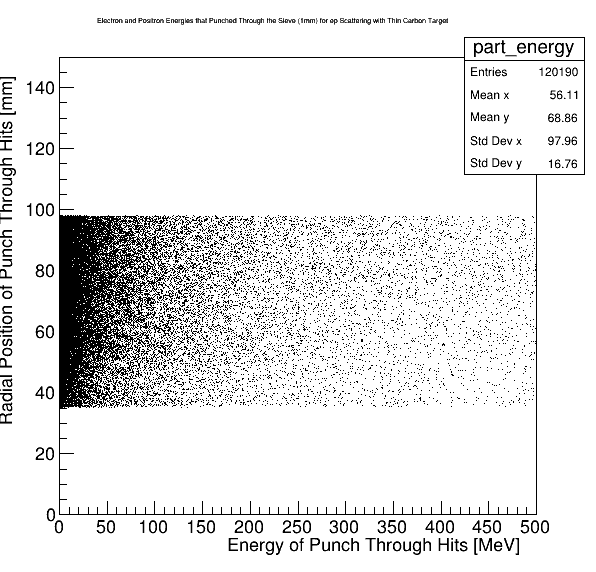 Electron and Positron Energies that Punched Through the Sieve (1mm) for ep Scattering with Thin Carbon Target
part_energy
Entries 120190
Mean x 56.11
Mean y 68.86
Std Dev x 97.96
Std Dev y 16.76
Radial Position of Punch Through Hits [mm]
140
120
100
80
60
40
20
0
0 50 100 150 200 250 300 350 400 450 500
Energy of Punch Through Hits [MeV]